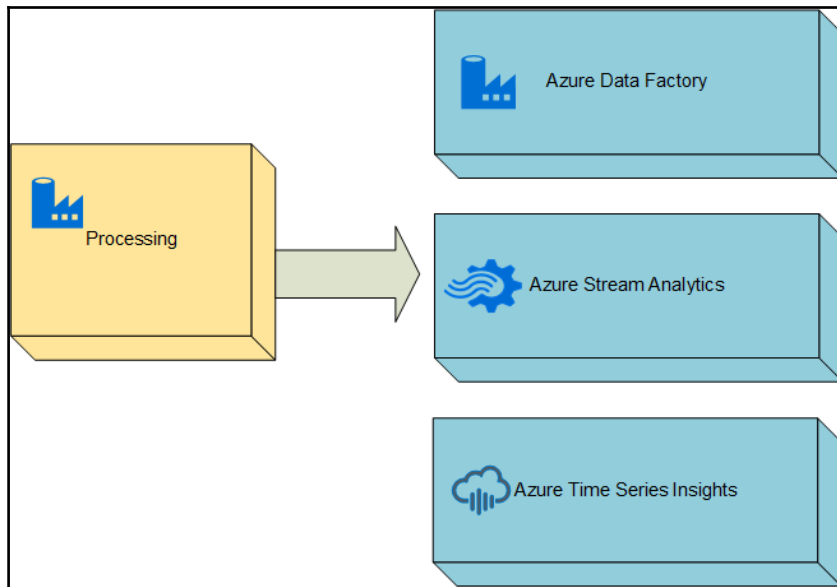 Azure Data Factory
Processing
Azure Stream Analytics
Azure Time Series Insights